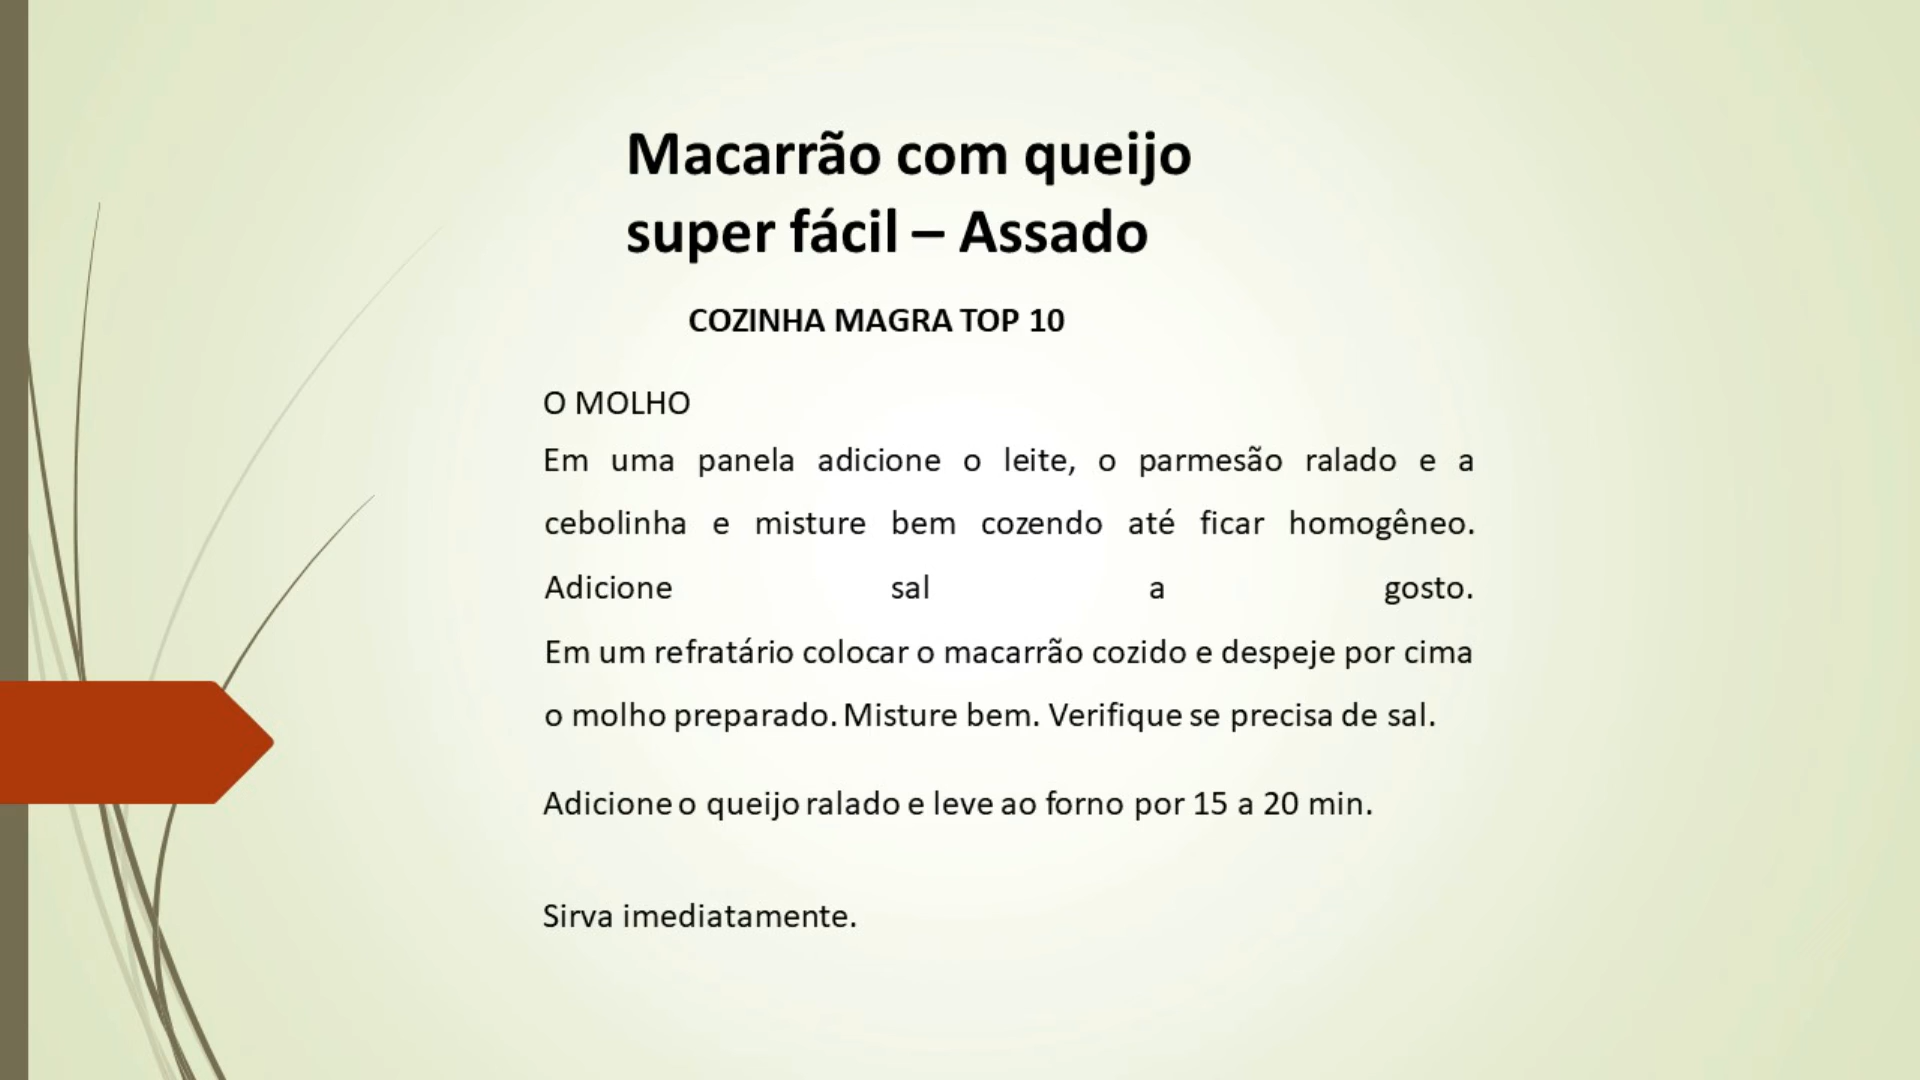 Macarrão com queijo
super fácil – Assado
COZINHA MAGRA TOP 10
O MOLHO
Em uma panela adicione o leite, o parmesão ralado e a
cebolinha e misture bem cozendo até ficar homogêneo.
Adicione sal a gosto.
Em um refratário colocar o macarrão cozido e despeje por cima
o molho preparado. Misture bem. Verifique se precisa de sal.
Adicione o queijo ralado e leve ao forno por 15 a 20 min.
Sirva imediatamente.